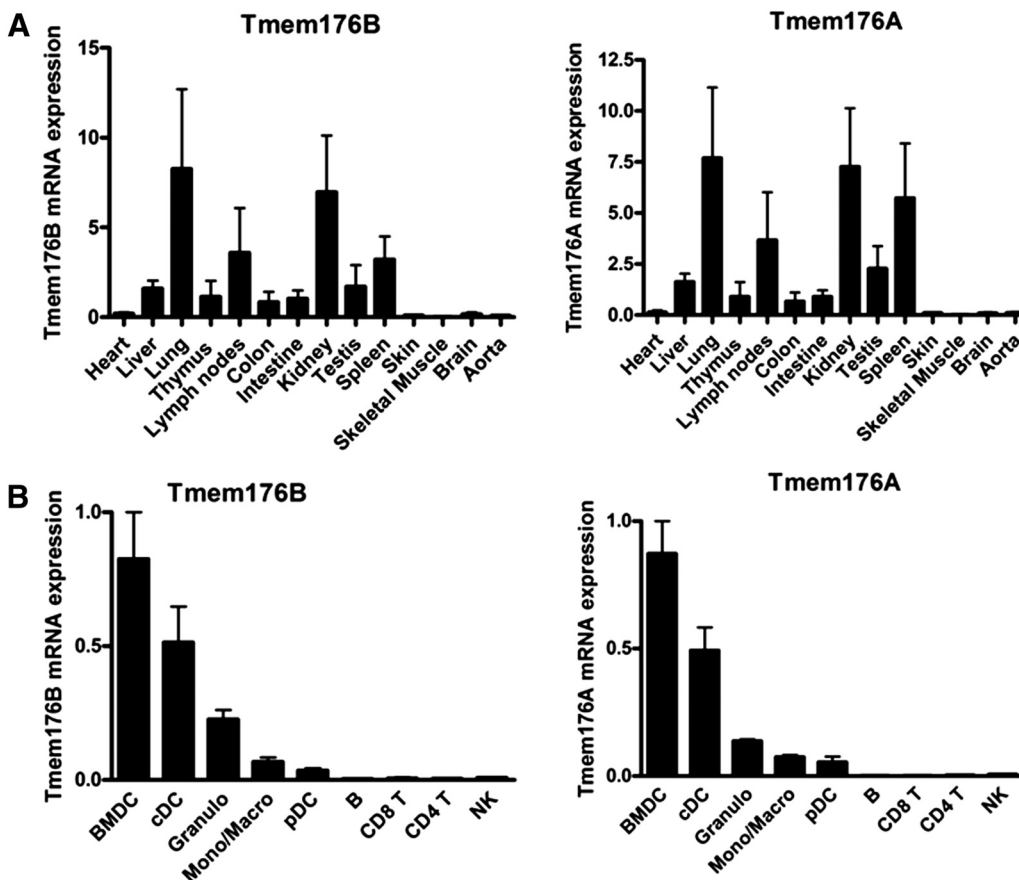 A
Tmem176B
Tmem176B mRNA expression
15
10
5
0
Heart
Liver
Lung
Thymus
Lymph nodes
Colon
Intestine
Kidney
Testis
Spleen
Skin
Skeletal Muscle
Brain
Aorta
Tmem176A
Tmem176A mRNA expression
12.5
10.0
7.5
5.0
2.5
0.0
Heart
Liver
Lung
Thymus
Lymph nodes
Colon
Intestine
Kidney
Testis
Spleen
Skin
Skeletal Muscle
Brain
Aorta
B
Tmem176B
Tmem176B mRNA expression
1.0
0.5
0.0
BMDC
cDC
Granulo
Mono/Macro
pDC
B
CD8 T
CD4 T
NK
Tmem176A
Tmem176A mRNA expression
1.0
0.5
0.0
BMDC
cDC
Granulo
Mono/Macro
pDC
B
CD8 T
CD4 T
NK